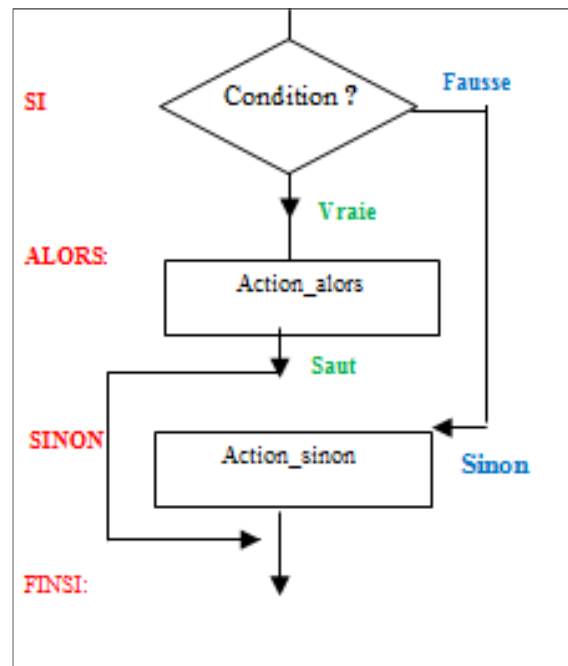 Fausse
SI
Condition ?
Vraie
ALORS:
Action_alors
Saut
SINON
Action_sinon
Sinon
FINSI: